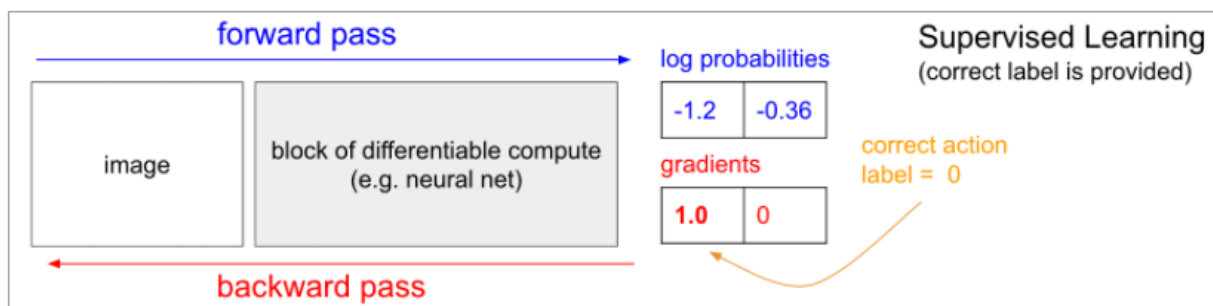 forward pass
Supervised Learning
(correct label is provided)
log probabilities
-1.2 -0.36
image
block of differentiable compute
(e.g. neural net)
correct action
label = 0
gradients
1.0 0
backward pass